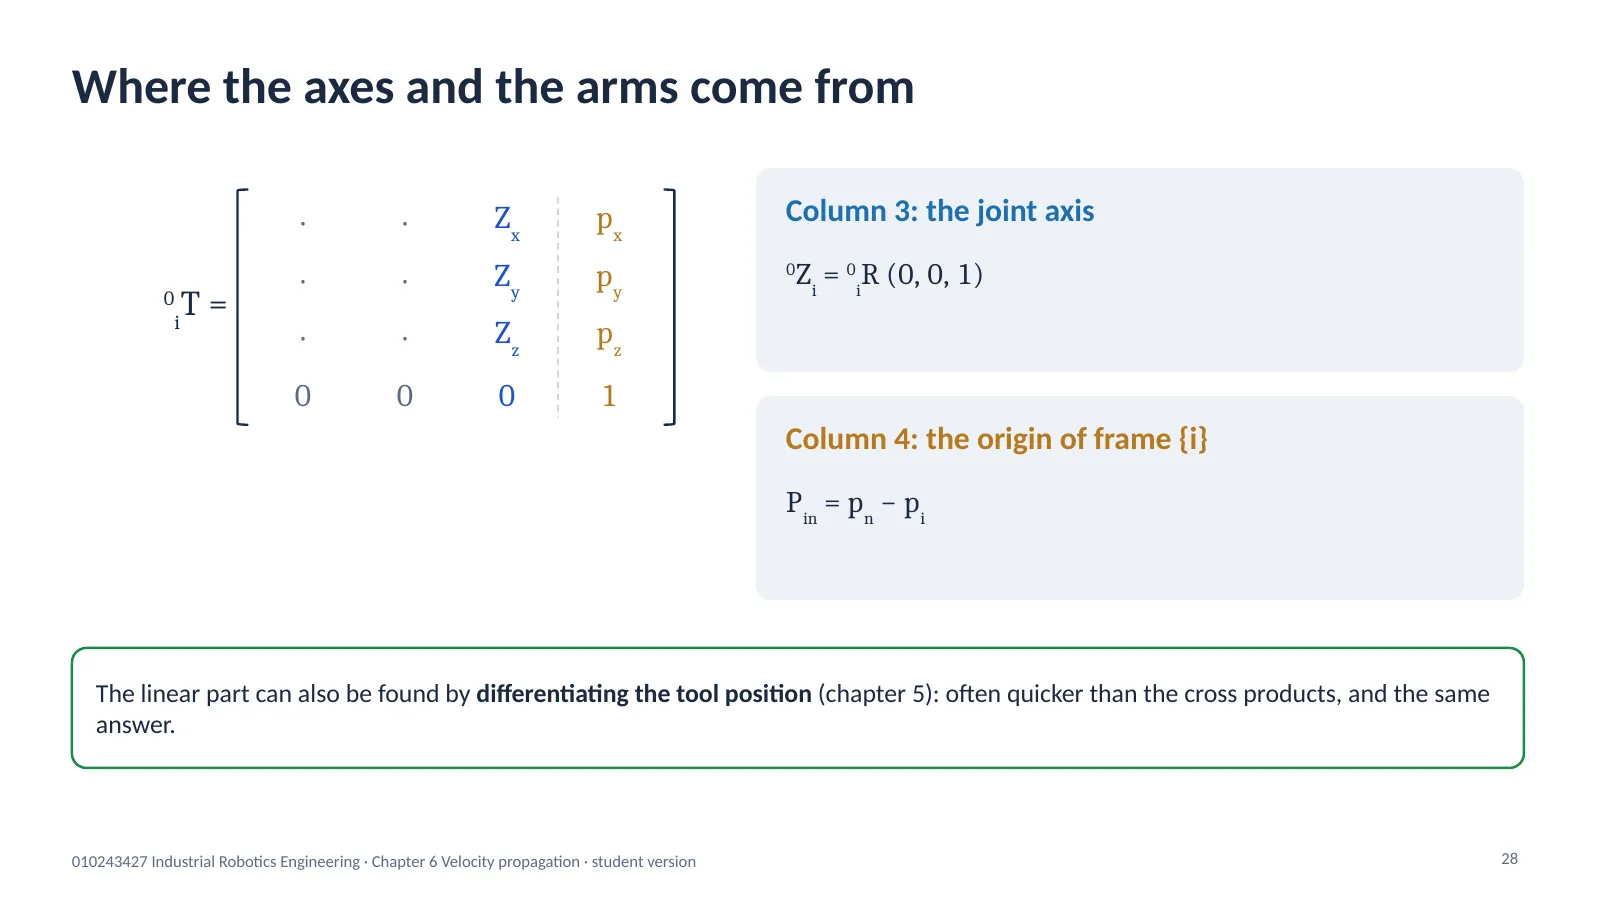 Where the axes and the arms come from
· · Zx px
· · Zy py
0iT =
· · Zz pz
0 0 0 1
Column 3: the joint axis
0Zi = 0iR (0, 0, 1)
Column 4: the origin of frame {i}
Pin = pn − pi
The linear part can also be found by differentiating the tool position (chapter 5): often quicker than the cross products, and the same
answer.
010243427 Industrial Robotics Engineering · Chapter 6 Velocity propagation · student version
28